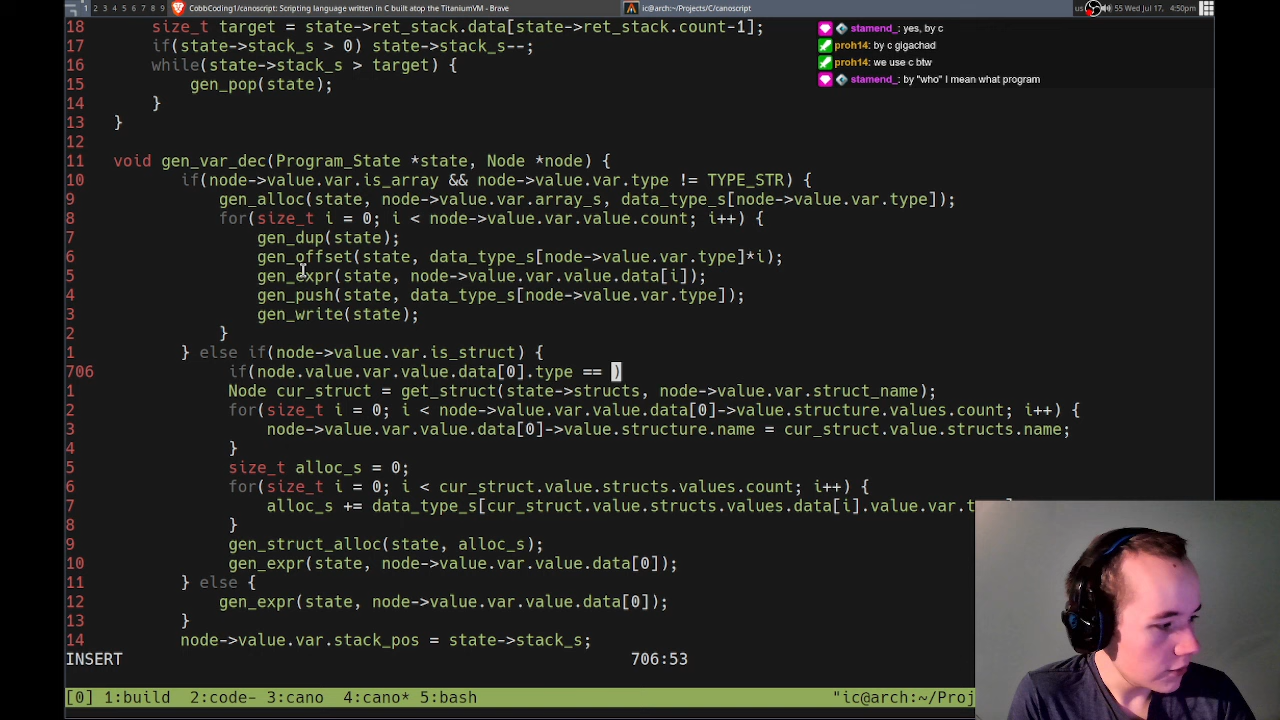 1 2 3 4 5 6 7 8 9
CobbCoding1/canoscript: Scripting language written in C built atop the TitaniumVM - Brave
ic@arch:~/Projects/C/canoscript
us
55 Wed Jul 17, 4:50pm
stamend_: yes, by c
proh14: by c gigachad
proh14: we use c btw
stamend_: by "who" I mean what program
18 size_t target = state->ret_stack.data[state->ret_stack.count-1];
17 if(state->stack_s > 0) state->stack_s--;
16 while(state->stack_s > target) {
15 gen_pop(state);
14 }
13 }
12
11 void gen_var_dec(Program_State *state, Node *node) {
10 if(node->value.var.is_array && node->value.var.type != TYPE_STR) {
9 gen_alloc(state, node->value.var.array_s, data_type_s[node->value.var.type]);
8 for(size_t i = 0; i < node->value.var.value.count; i++) {
7 gen_dup(state);
6 gen_offset(state, data_type_s[node->value.var.type]*i);
5 gen_expr(state, node->value.var.value.data[i]);
4 gen_push(state, data_type_s[node->value.var.type]);
3 gen_write(state);
2 }
1 } else if(node->value.var.is_struct) {
706 if(node.value.var.value.data[0].type == )
1 Node cur_struct = get_struct(state->structs, node->value.var.struct_name);
2 for(size_t i = 0; i < node->value.var.value.data[0]->value.structure.values.count; i++) {
3 node->value.var.value.data[0]->value.structure.name = cur_struct.value.structs.name;
4 }
5 size_t alloc_s = 0;
6 for(size_t i = 0; i < cur_struct.value.structs.values.count; i++) {
7 alloc_s += data_type_s[cur_struct.value.structs.values.data[i].value.var.t
8 }
9 gen_struct_alloc(state, alloc_s);
10 gen_expr(state, node->value.var.value.data[0]);
11 } else {
12 gen_expr(state, node->value.var.value.data[0]);
13 }
14 node->value.var.stack_pos = state->stack_s;
INSERT 706:53
[0] 1:build 2:code- 3:cano 4:cano* 5:bash "ic@arch:~/Proj